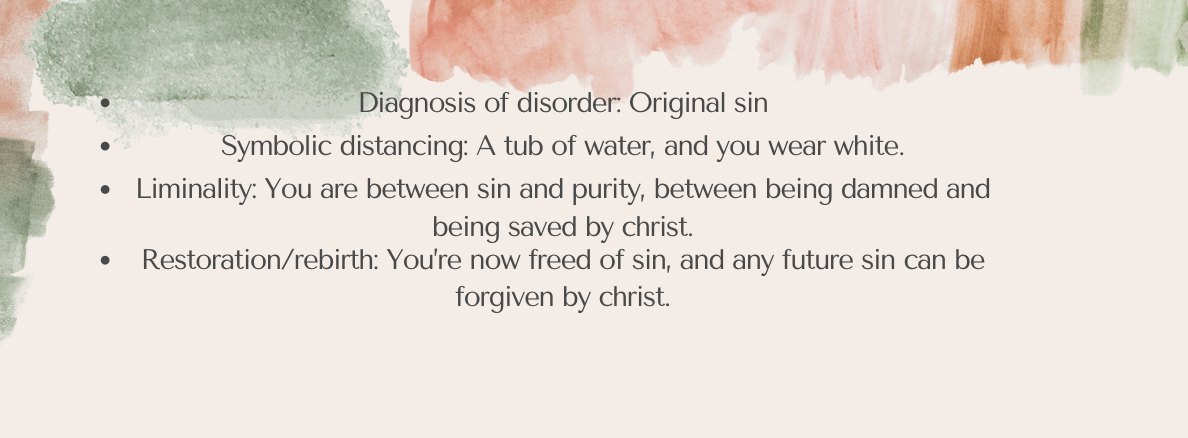 • Diagnosis of disorder: Original sin
• Symbolic distancing: A tub of water, and you wear white.
• Liminality: You are between sin and purity, between being damned and
being saved by christ.
• Restoration/rebirth: You're now freed of sin, and any future sin can be
forgiven by christ.